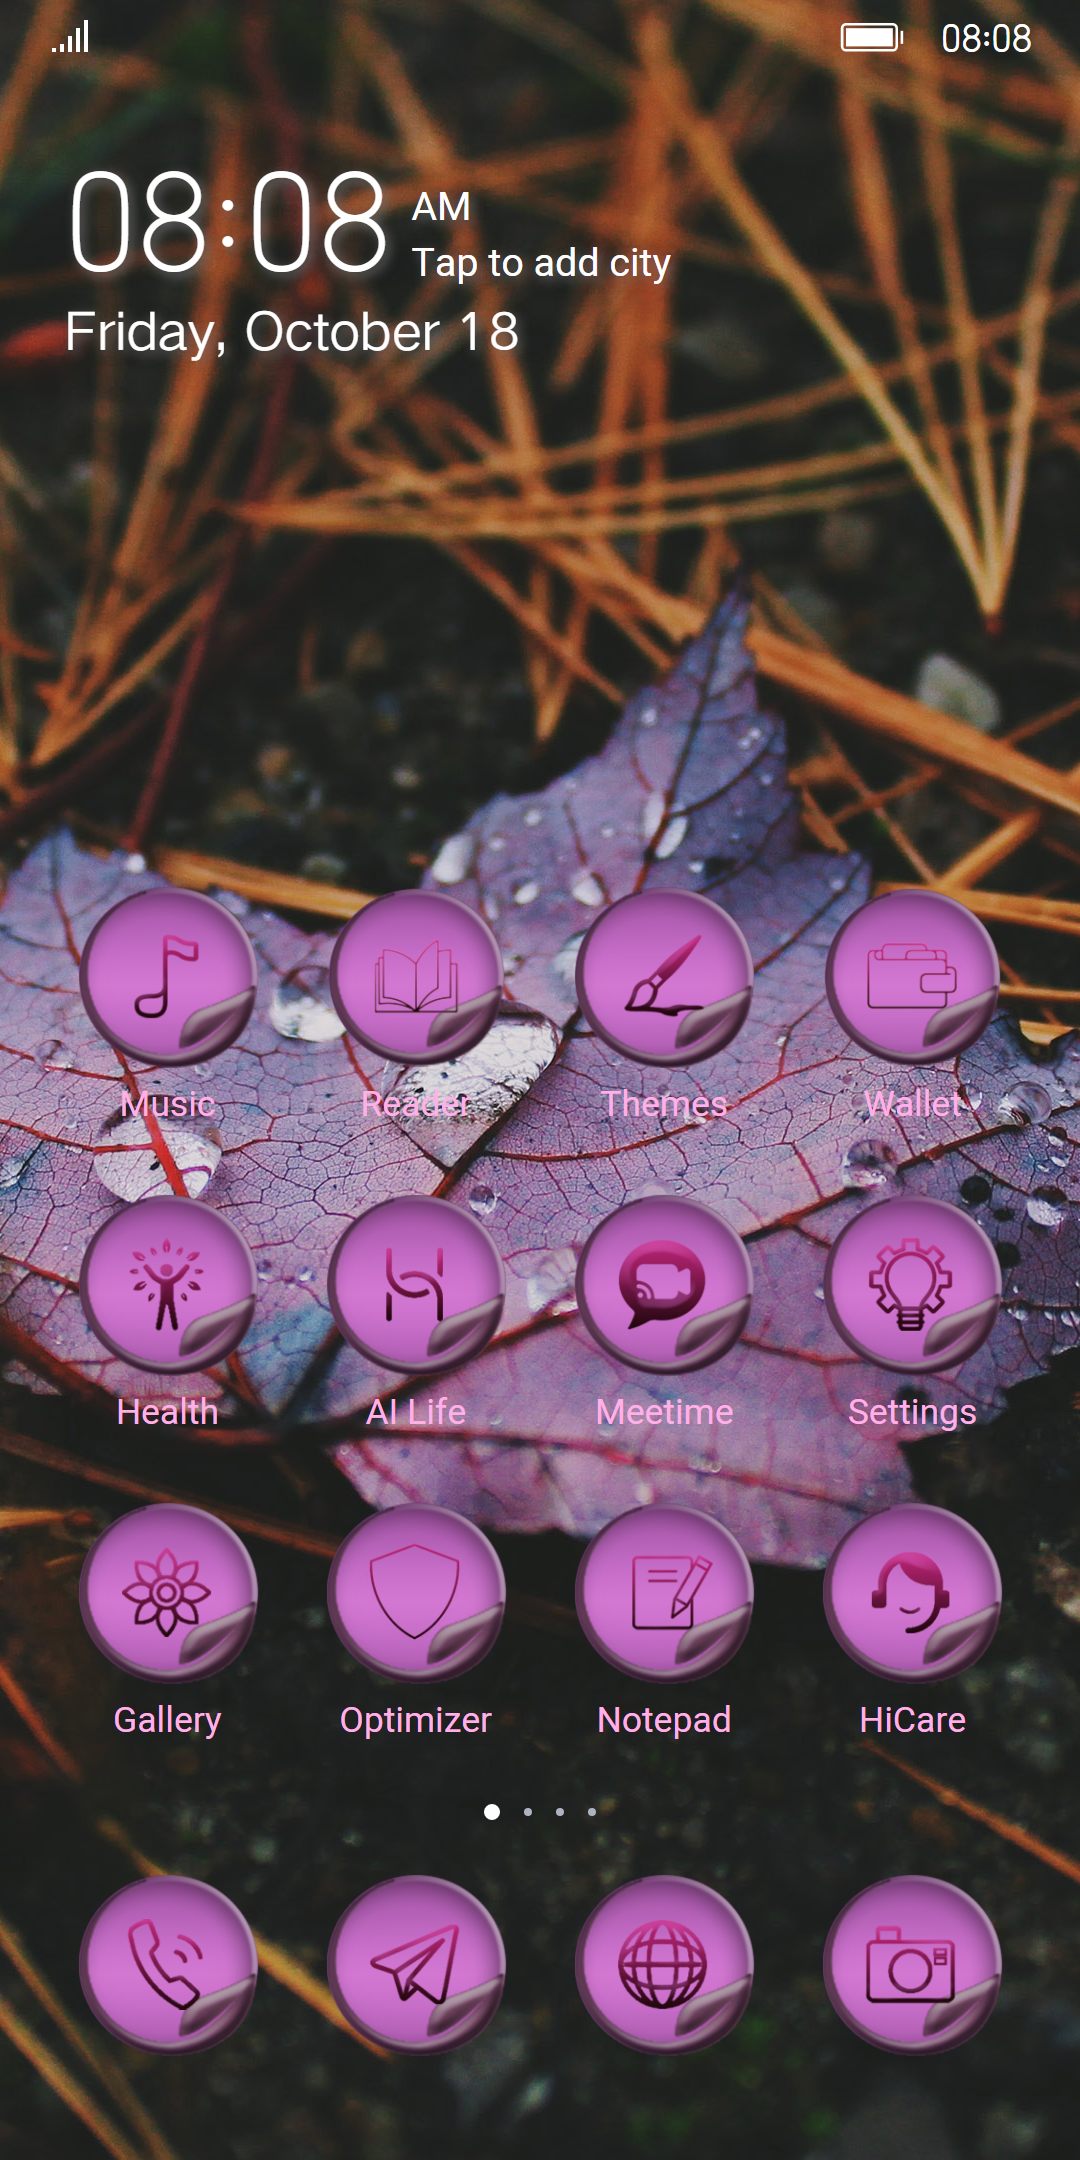 08:08
08:08 AM
Tap to add city
Friday, October 18
Music Reader Themes Wallet
Health AI Life Meetime Settings
Gallery Optimizer Notepad HiCare